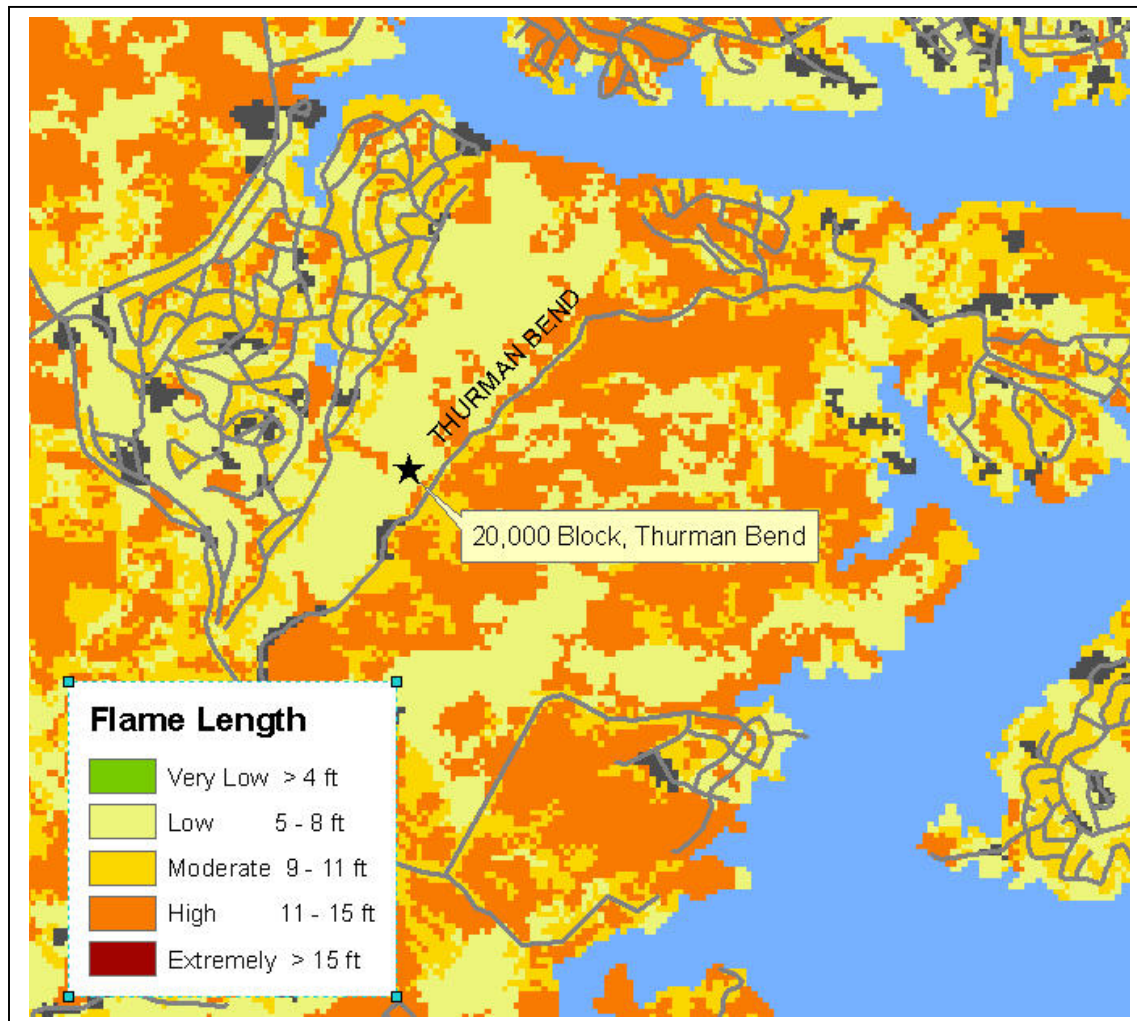 THURMAN BEND
20,000 Block, Thurman Bend
Flame Length
Very Low > 4 ft
Low 5 - 8 ft
Moderate 9 - 11 ft
High 11 - 15 ft
Extremely > 15 ft